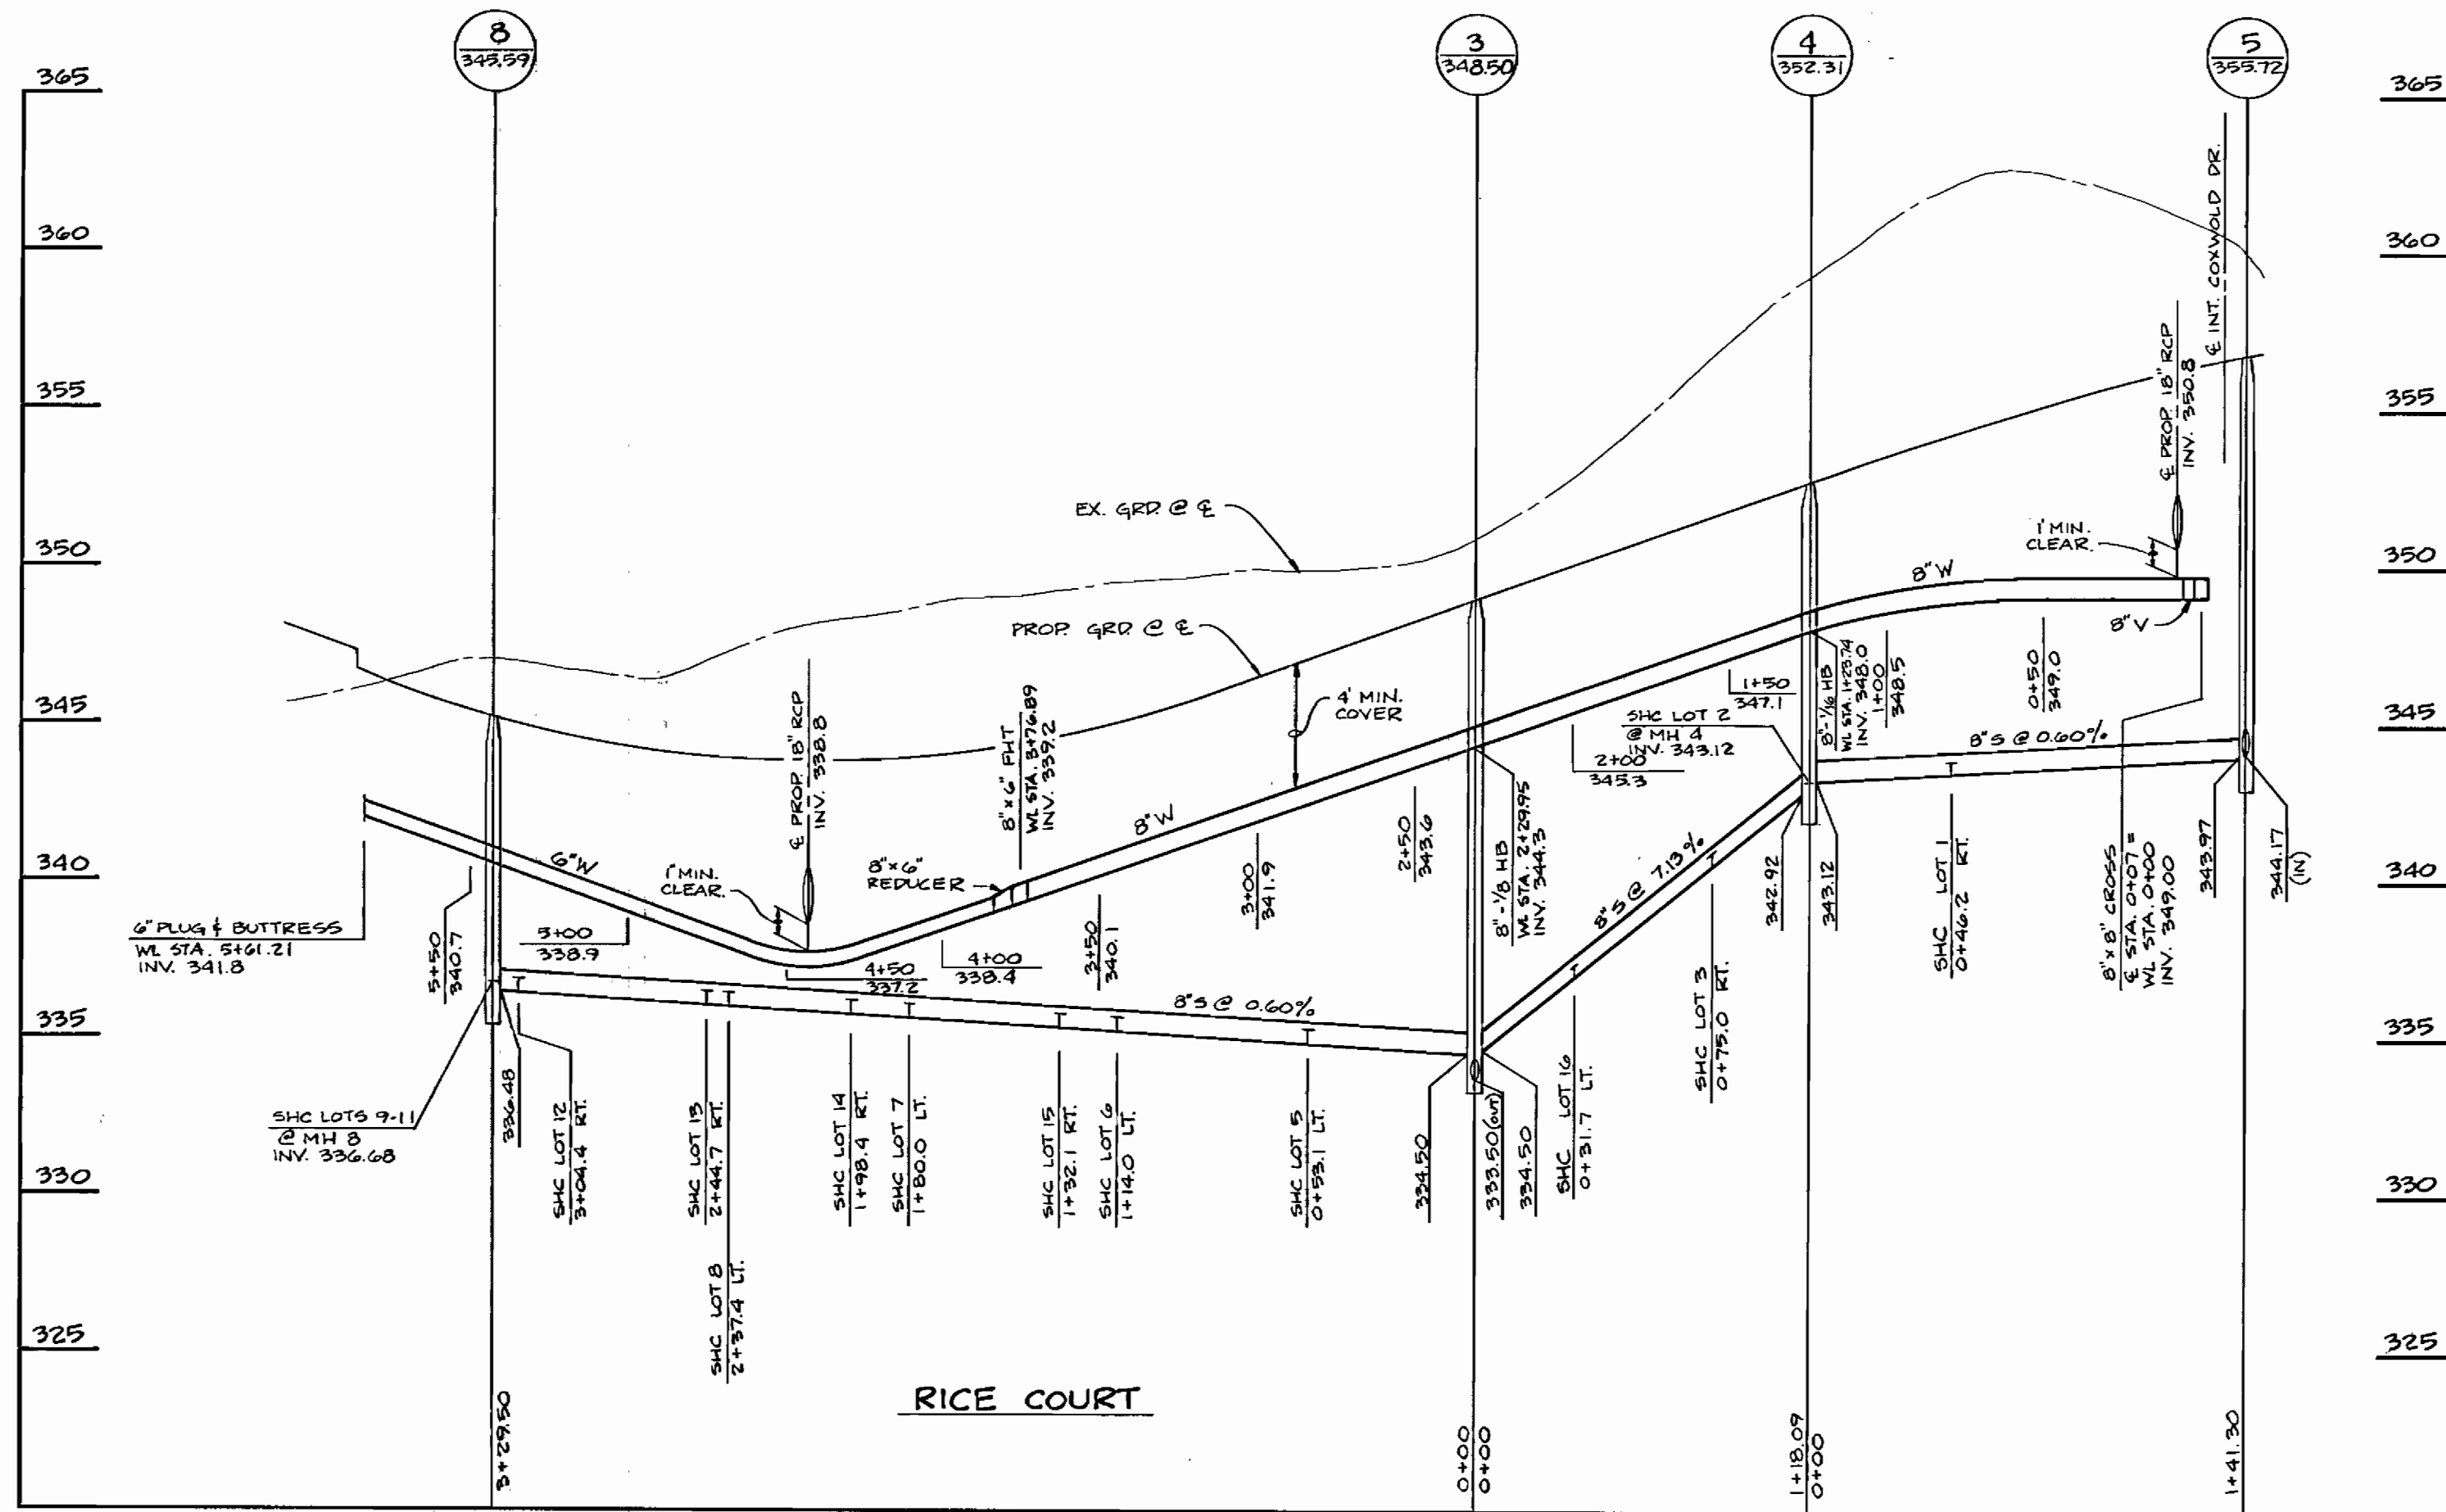 8
345.59
3
348.50
4
352.31
5
355.72
365
360
355
350
345
340
335
330
325
365
360
355
350
345
340
335
330
325
EX. GRD. @ ℄
PROP. GRD. @ ℄
4' MIN.
COVER
℄ PROP. 18" RCP
INV. 338.8
1' MIN.
CLEAR.
8" x 6" FHT
WL STA. 3+76.89
INV. 339.2
8" x 6"
REDUCER
6" W
8" W
8" W
6" PLUG & BUTTRESS
WL STA. 5+61.21
INV. 341.8
5+50
340.7
5+00
338.9
4+50
337.2
4+00
338.4
3+50
340.1
3+00
341.9
2+50
343.6
8"-1/8 HB
WL STA. 2+29.95
INV. 344.3
2+00
345.3
1+50
347.1
SHC LOT 2
@ MH 4
INV. 343.12
8"-1/16 HB
WL STA. 1+23.74
INV. 348.0
1+00
348.5
0+50
349.0
1' MIN.
CLEAR.
8" V
℄ PROP. 18" RCP
INV. 350.8
℄ INT. COXWOLD DR.
8" x 8" CROSS
℄ STA. 0+07 =
WL STA. 0+00
INV. 349.00
8" S @ 0.60%
8" S @ 7.13%
8" S @ 0.60%
SHC LOTS 9-11
@ MH 8
INV. 336.68
336.48
SHC LOT 12
3+04.4 RT.
SHC LOT 13
2+44.7 RT.
SHC LOT 8
2+37.4 LT.
SHC LOT 14
1+98.4 RT.
SHC LOT 7
1+80.0 LT.
SHC LOT 15
1+32.1 RT.
SHC LOT 6
1+14.0 LT.
SHC LOT 5
0+53.1 LT.
334.50
333.50 (OUT)
334.50
SHC LOT 16
0+31.7 LT.
SHC LOT 3
0+75.0 RT.
342.92
343.12
SHC LOT 1
0+46.2 RT.
343.97
344.17
(IN)
RICE COURT
3+29.50
0+00
0+00
1+18.09
0+00
1+41.30